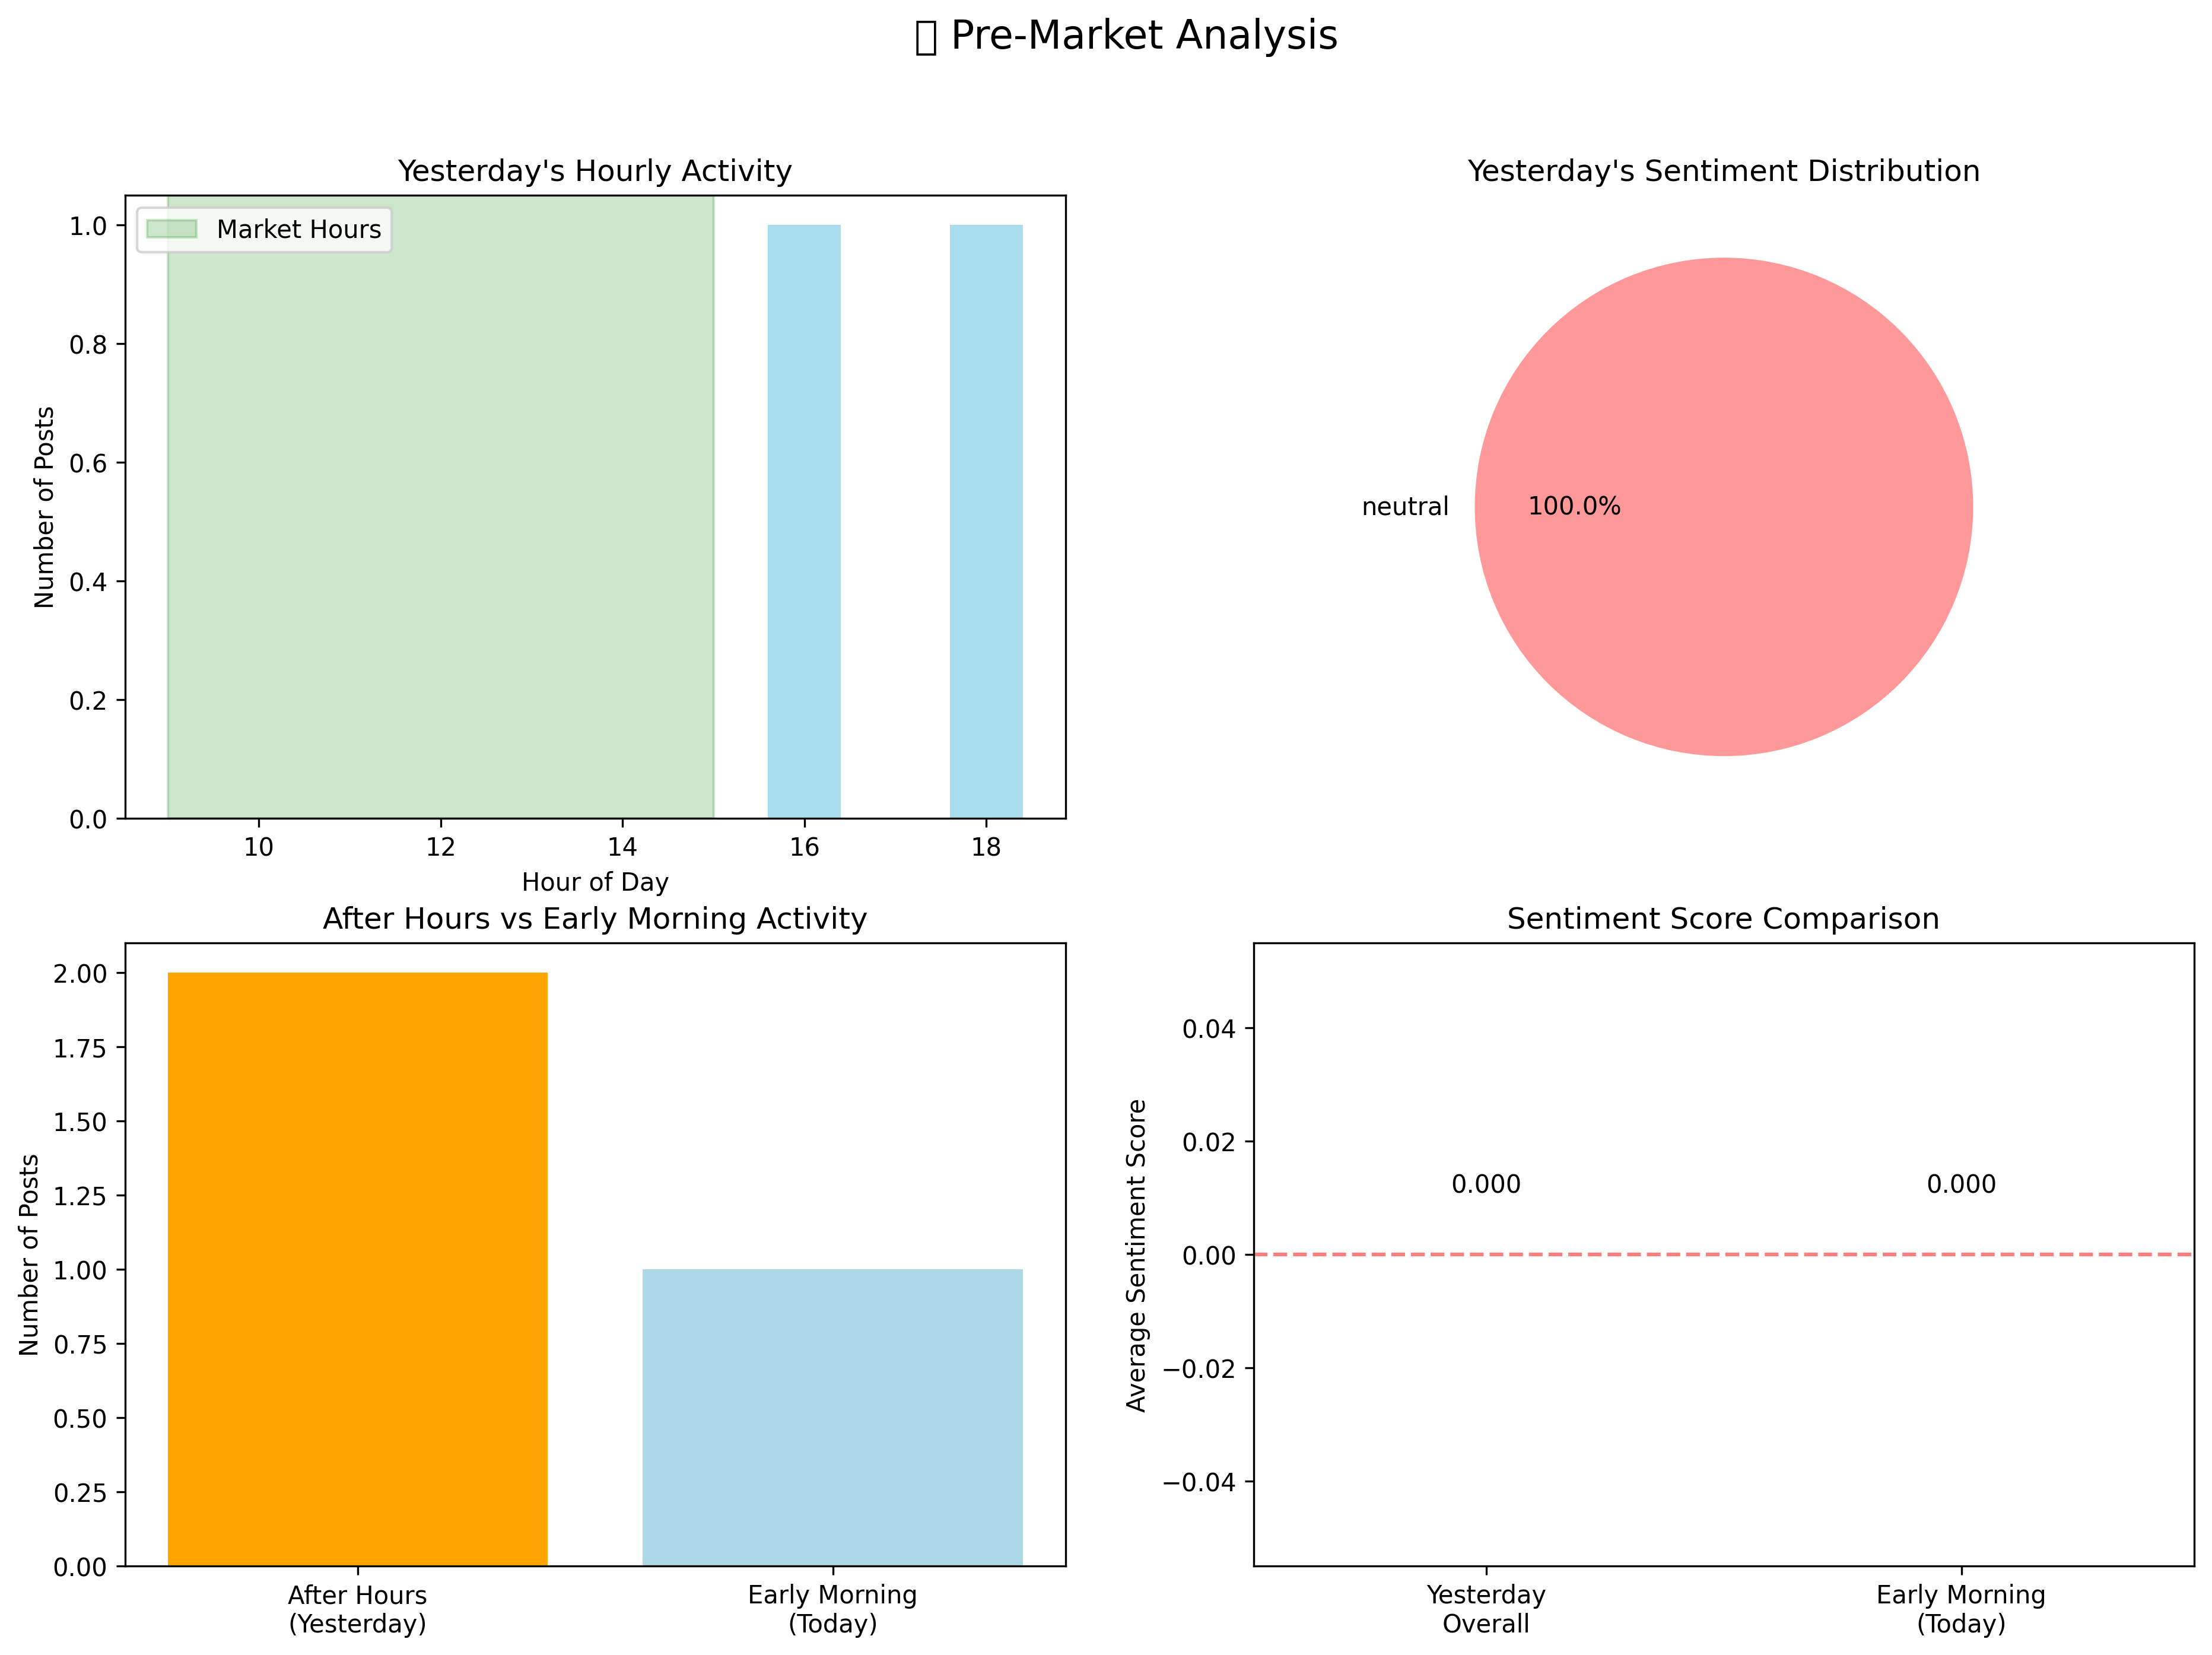 Pre-Market Analysis
Yesterday's Hourly Activity
Market Hours
Number of Posts
1.0
0.8
0.6
0.4
0.2
0.0
10 12 14 16 18
Hour of Day
Yesterday's Sentiment Distribution
neutral 100.0%
After Hours vs Early Morning Activity
Number of Posts
2.00
1.75
1.50
1.25
1.00
0.75
0.50
0.25
0.00
After Hours
(Yesterday)
Early Morning
(Today)
Sentiment Score Comparison
Average Sentiment Score
0.04
0.02
0.00
−0.02
−0.04
0.000 0.000
Yesterday
Overall
Early Morning
(Today)